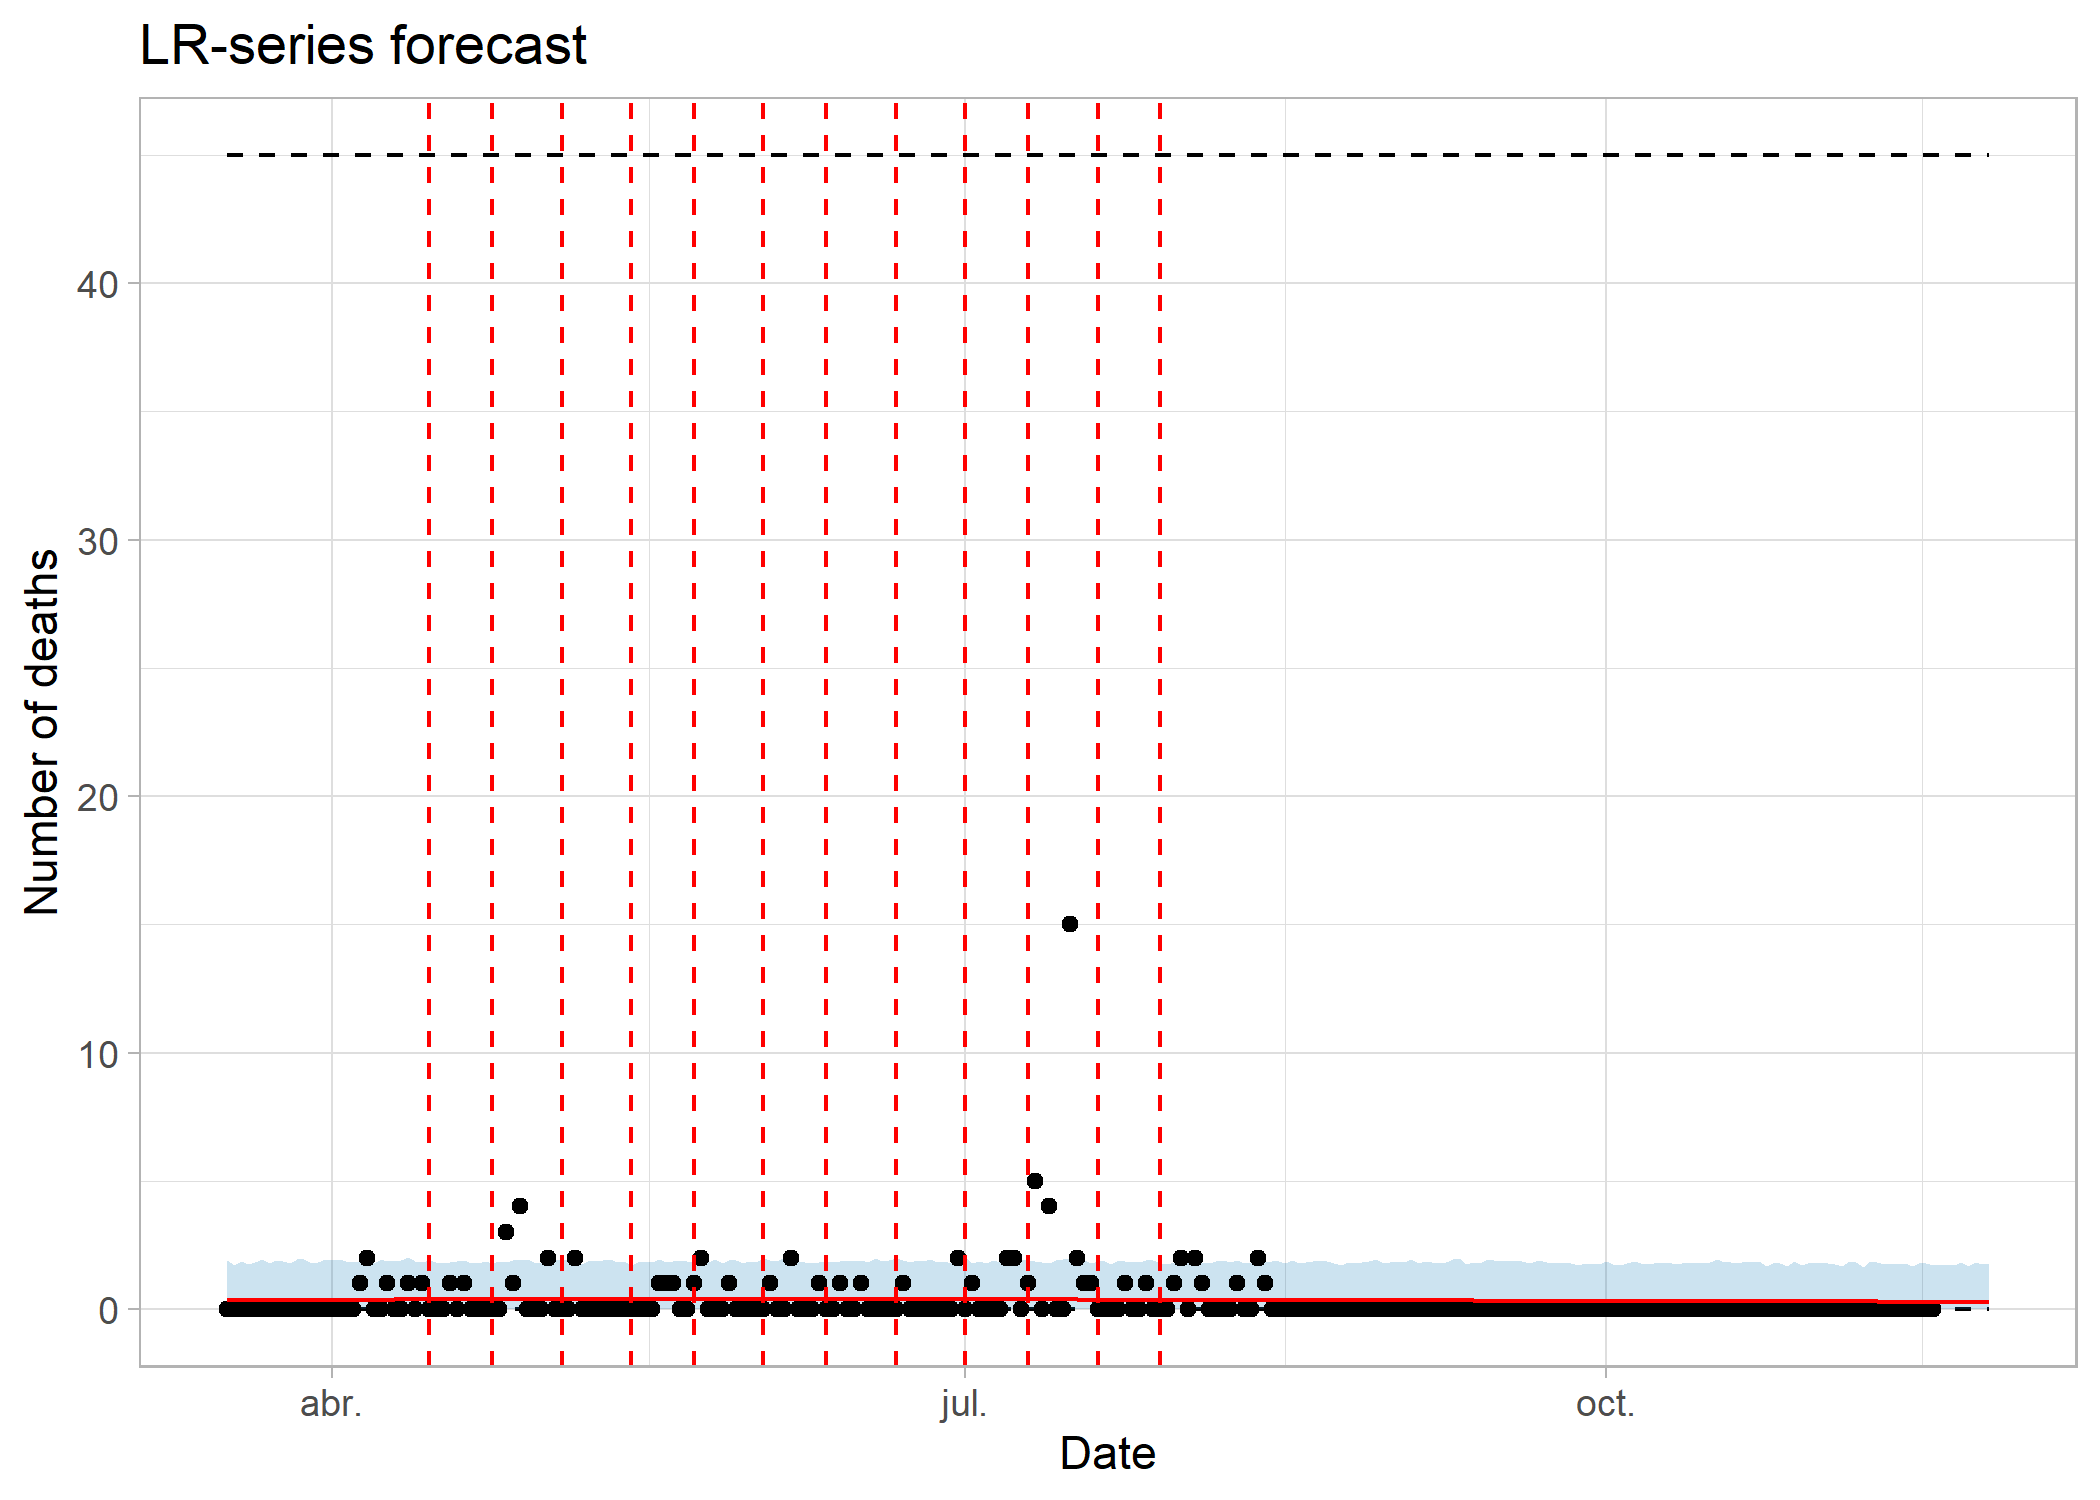 LR-series forecast
Number of deaths
40
30
20
10
0
abr.
jul.
oct.
Date